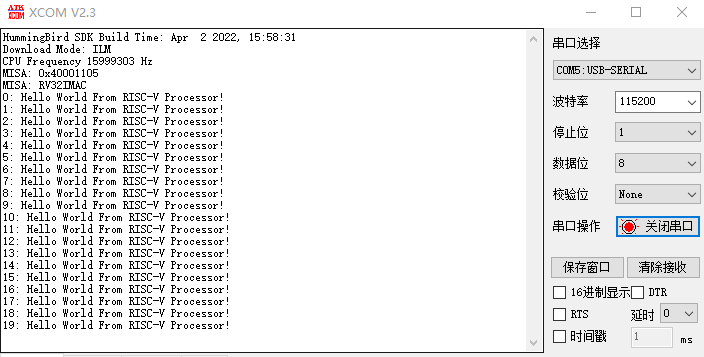 ATK
XCOM
XCOM V2.3
HummingBird SDK Build Time: Apr  2 2022, 15:58:31
Download Mode: ILM
CPU Frequency 15999303 Hz
MISA: 0x40001105
MISA: RV32IMAC
0: Hello World From RISC-V Processor!
1: Hello World From RISC-V Processor!
2: Hello World From RISC-V Processor!
3: Hello World From RISC-V Processor!
4: Hello World From RISC-V Processor!
5: Hello World From RISC-V Processor!
6: Hello World From RISC-V Processor!
7: Hello World From RISC-V Processor!
8: Hello World From RISC-V Processor!
9: Hello World From RISC-V Processor!
10: Hello World From RISC-V Processor!
11: Hello World From RISC-V Processor!
12: Hello World From RISC-V Processor!
13: Hello World From RISC-V Processor!
14: Hello World From RISC-V Processor!
15: Hello World From RISC-V Processor!
16: Hello World From RISC-V Processor!
17: Hello World From RISC-V Processor!
18: Hello World From RISC-V Processor!
19: Hello World From RISC-V Processor!
串口选择
COM5:USB-SERIAL
波特率 115200
停止位 1
数据位 8
校验位 None
串口操作 关闭串口
保存窗口 清除接收
16进制显示 DTR
RTS 延时 0
时间戳 1 ms